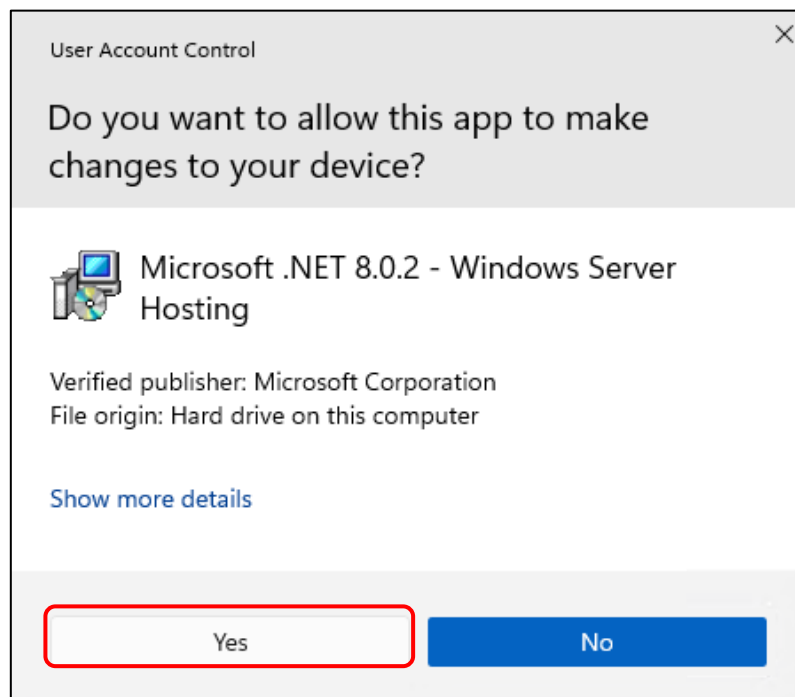 User Account Control
Do you want to allow this app to make
changes to your device?
Microsoft .NET 8.0.2 - Windows Server
Hosting
Verified publisher: Microsoft Corporation
File origin: Hard drive on this computer
Show more details
Yes
No